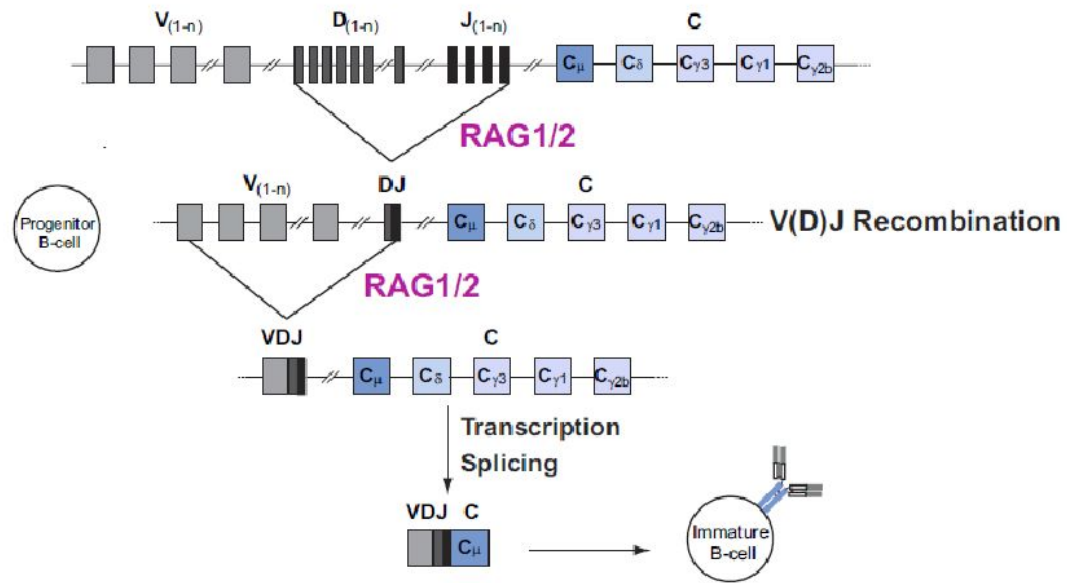 V(1-n) D(1-n) J(1-n) C
Cμ Cδ Cγ3 Cγ1 Cγ2b
RAG1/2
V(1-n) DJ C
Progenitor
B-cell
Cμ Cδ Cγ3 Cγ1 Cγ2b
V(D)J Recombination
RAG1/2
VDJ C
Cμ Cδ Cγ3 Cγ1 Cγ2b
Transcription
Splicing
VDJ C
Cμ
Immature
B-cell